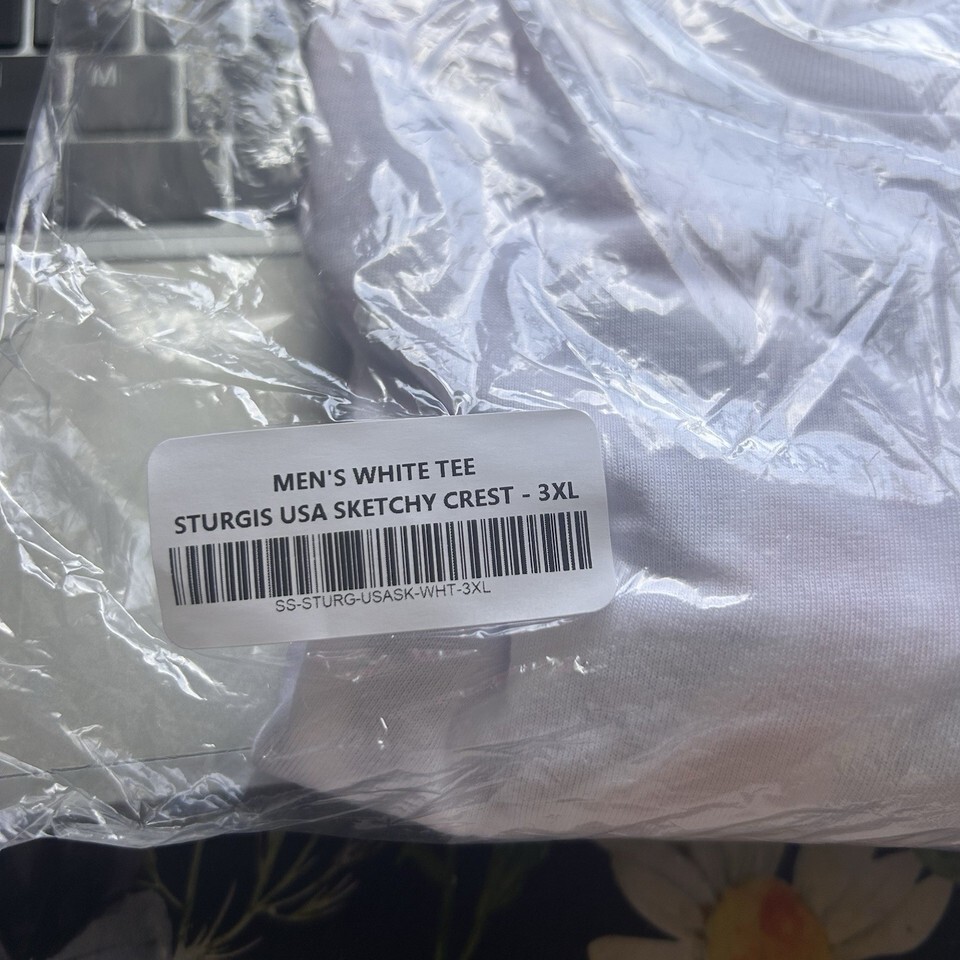 M
MEN'S WHITE TEE
STURGIS USA SKETCHY CREST - 3XL
SS-STURG-USASK-WHT-3XL